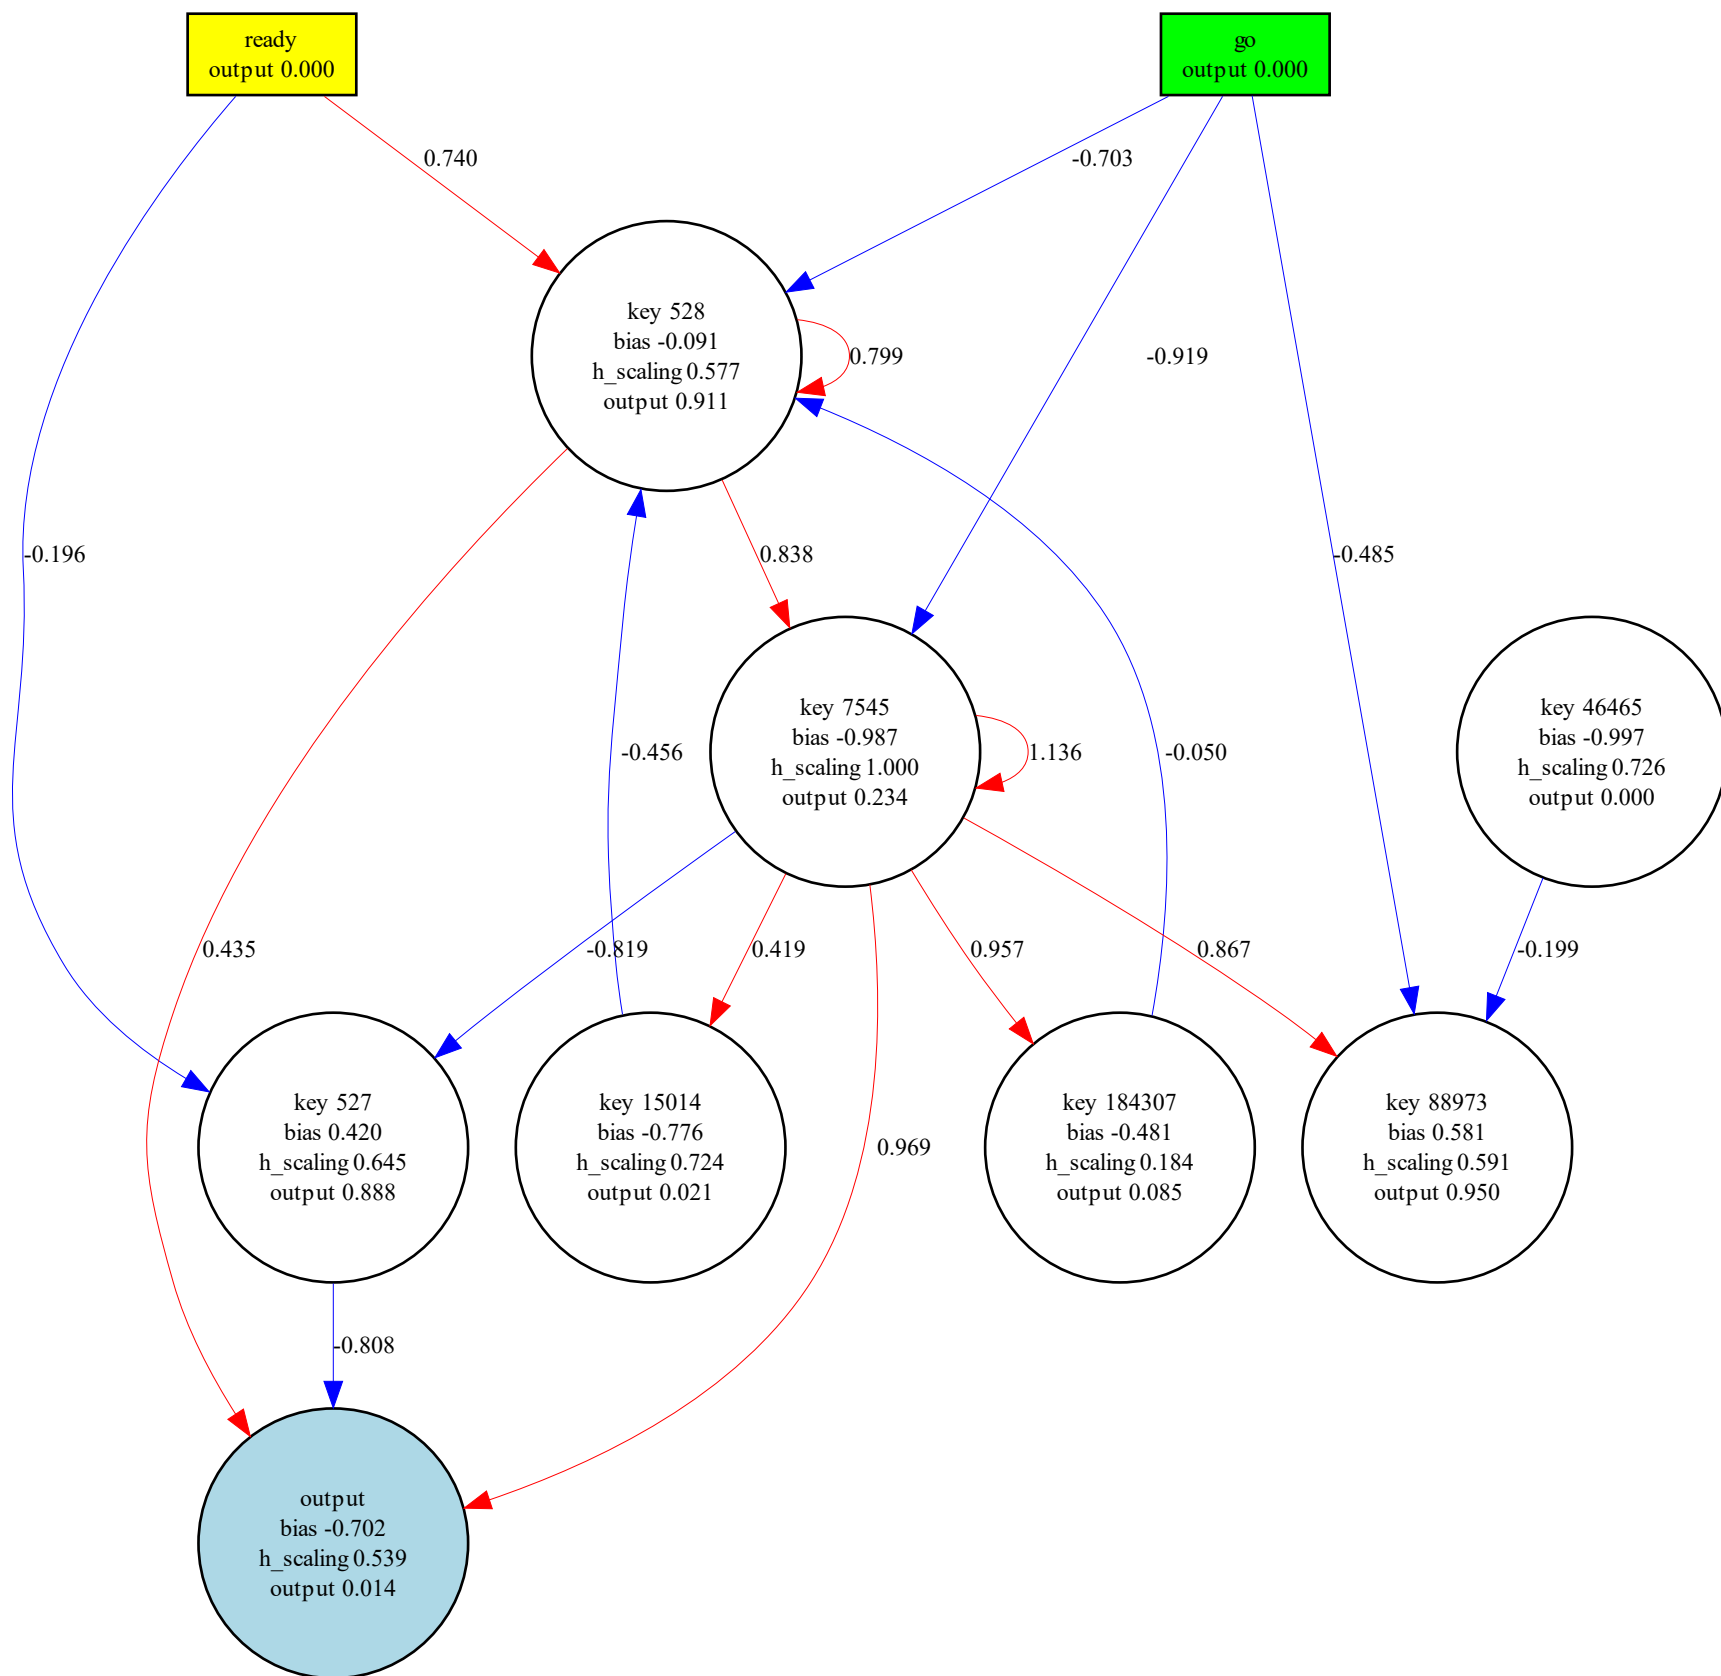 ready
output 0.000
go
output 0.000
0.740
-0.703
key 528
bias -0.091
h_scaling 0.577
output 0.911
0.799
-0.919
-0.196
0.838
-0.485
key 7545
bias -0.987
h_scaling 1.000
output 0.234
1.136
-0.456
-0.050
key 46465
bias -0.997
h_scaling 0.726
output 0.000
0.435
-0.819
0.419
0.957
0.867
-0.199
key 527
bias 0.420
h_scaling 0.645
output 0.888
key 15014
bias -0.776
h_scaling 0.724
output 0.021
0.969
key 184307
bias -0.481
h_scaling 0.184
output 0.085
key 88973
bias 0.581
h_scaling 0.591
output 0.950
-0.808
output
bias -0.702
h_scaling 0.539
output 0.014